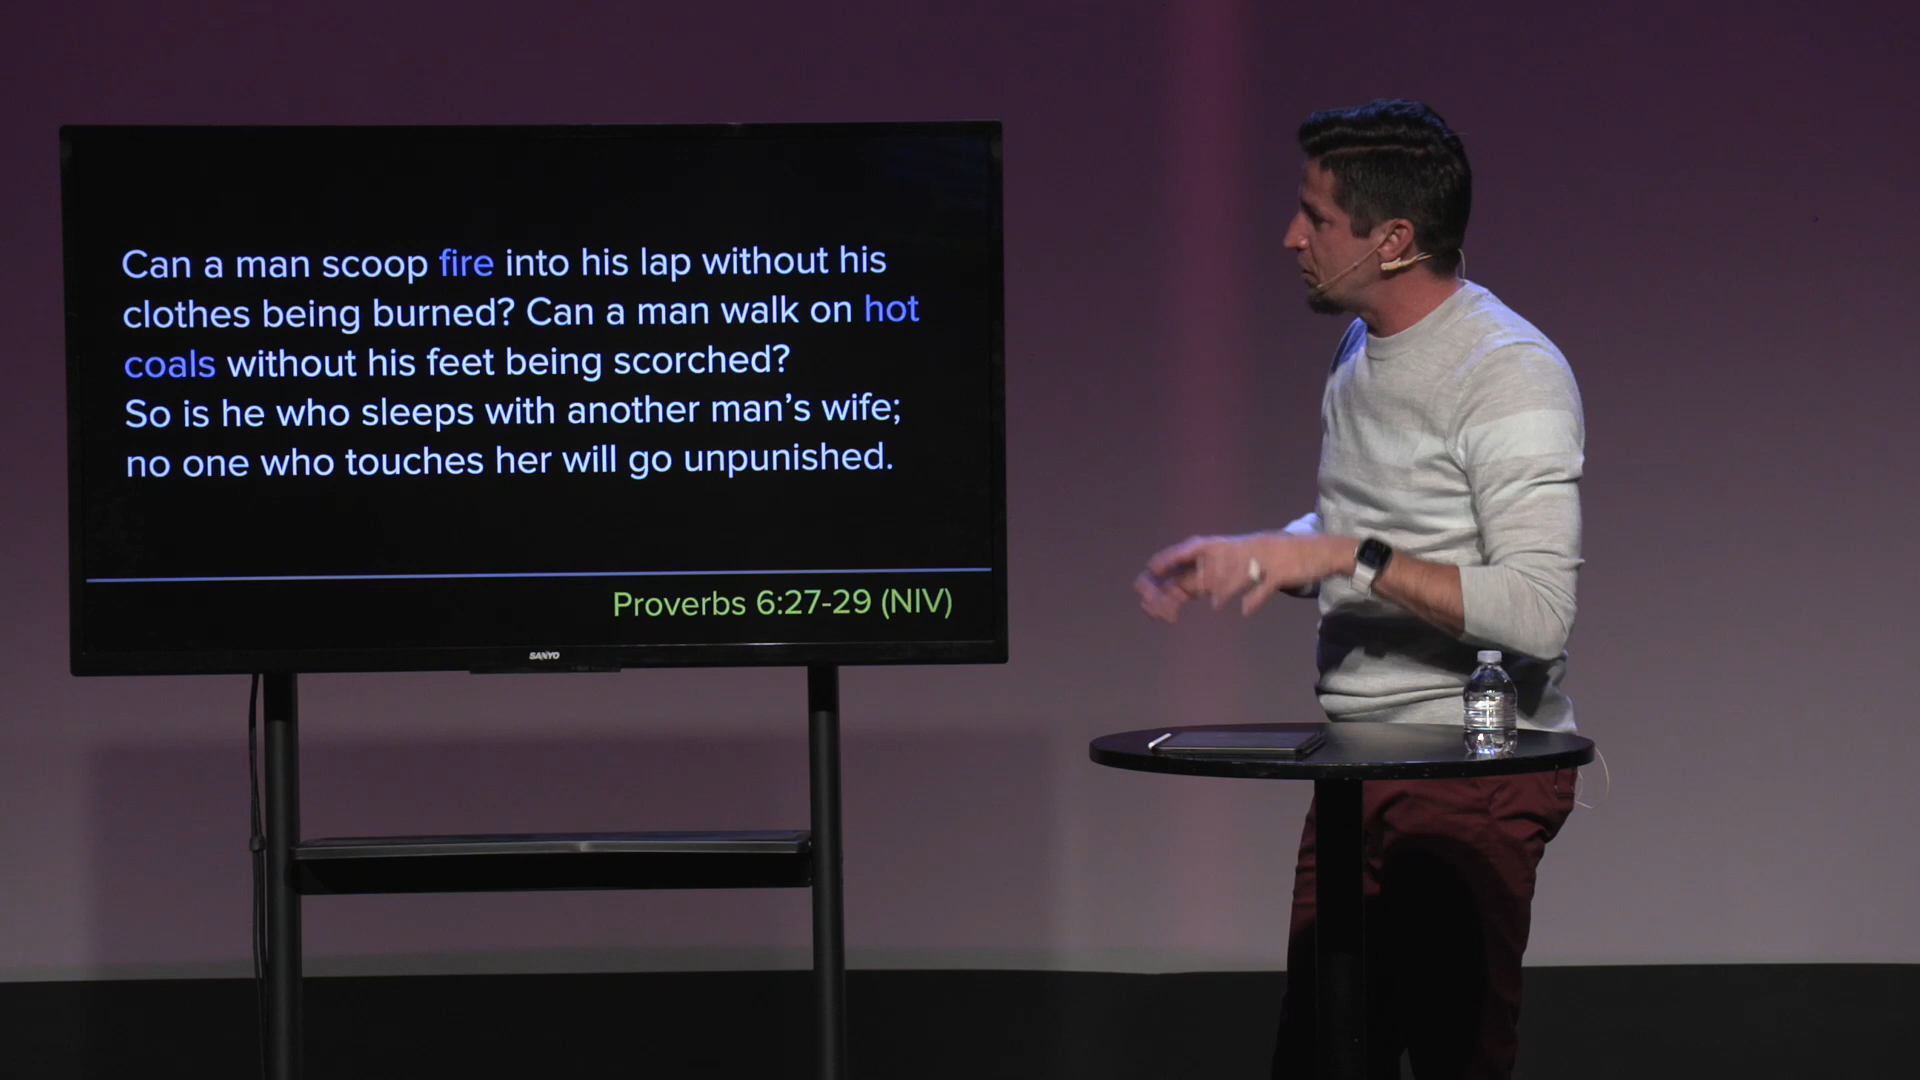 Can a man scoop fire into his lap without his
clothes being burned? Can a man walk on hot
coals without his feet being scorched?
So is he who sleeps with another man’s wife;
no one who touches her will go unpunished.
Proverbs 6:27-29 (NIV)
SANYO